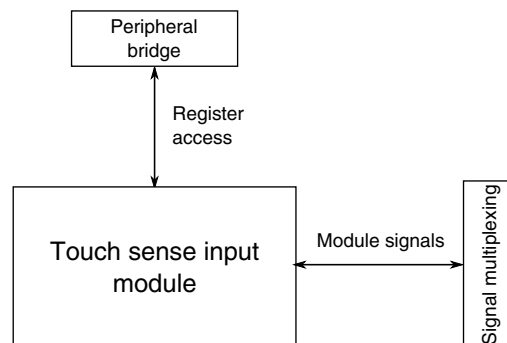 Peripheral
bridge
Register
access
Touch sense input
module
Module signals
Signal multiplexing